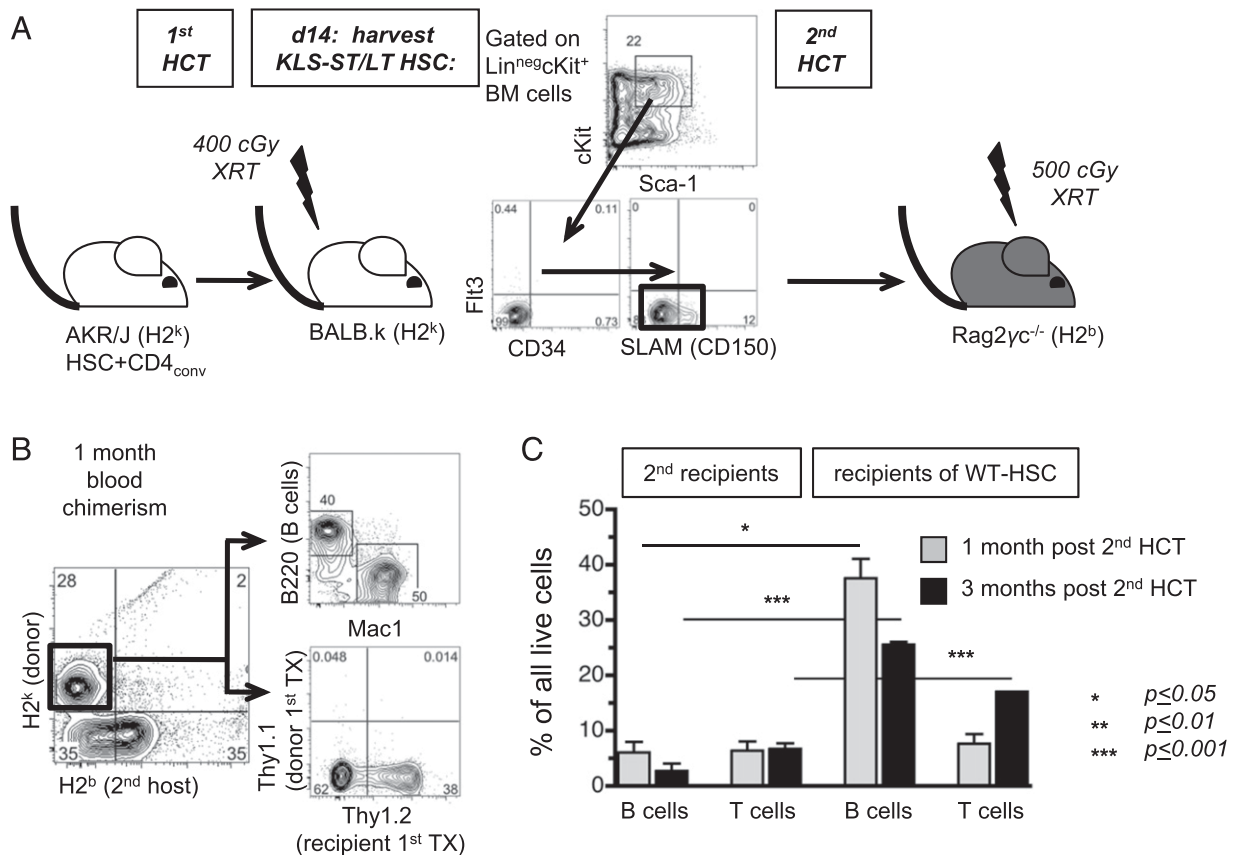 A
1st
HCT
d14: harvest
KLS-ST/LT HSC:
Gated on
LinnegcKit+
BM cells
22
cKit
Sca-1
2nd
HCT
400 cGy
XRT
500 cGy
XRT
0.44
0.11
0.73
Flt3
CD34
0
0
12
SLAM (CD150)
AKR/J (H2k)
HSC+CD4conv
BALB.k (H2k)
Rag2γc-/- (H2b)
B
1 month
blood
chimerism
28
2
35
35
H2k (donor)
H2b (2nd host)
40
50
B220 (B cells)
Mac1
0.048
0.014
62
38
Thy1.1
(donor 1st TX)
Thy1.2
(recipient 1st TX)
C
2nd recipients
recipients of WT-HSC
% of all live cells
50
40
30
20
10
0
*
***
***
1 month post 2nd HCT
3 months post 2nd HCT
* p≤0.05
** p≤0.01
*** p≤0.001
B cells
T cells
B cells
T cells